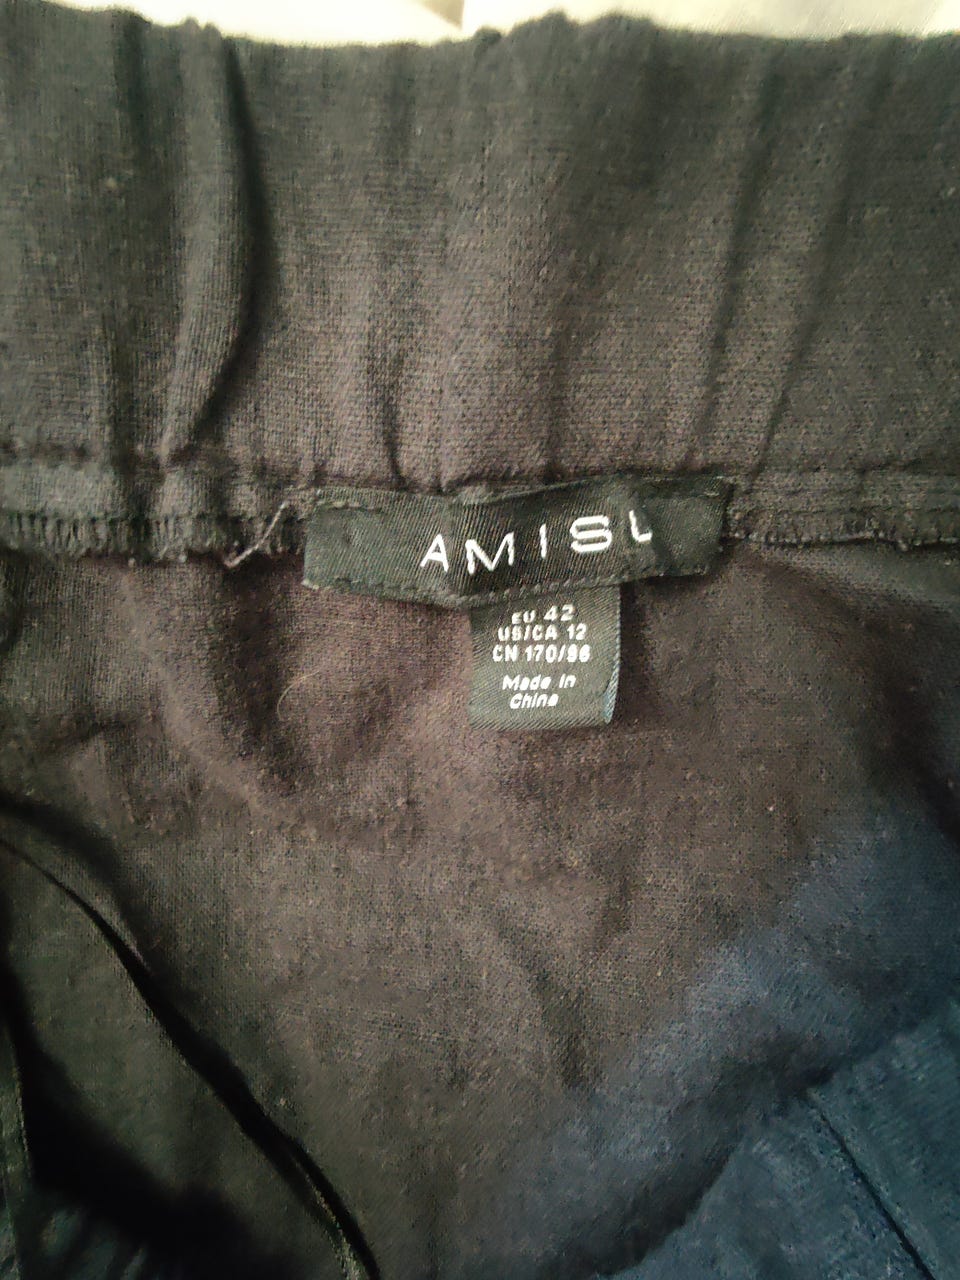 AMISU
EU 42
US/CA 12
CN 170/96
Made in
China